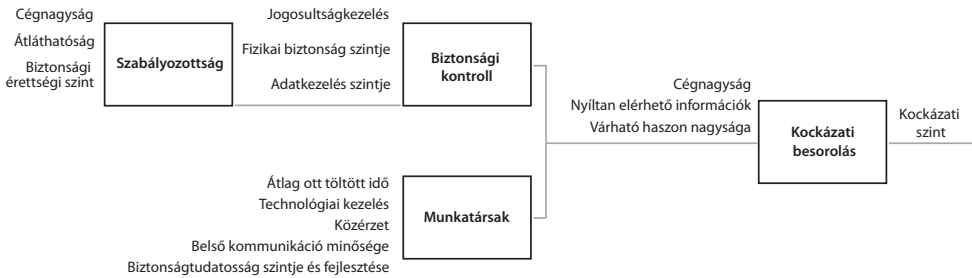 Cégnagyság
Átláthatóság
Biztonsági
érettségi szint
Szabályozottság
Jogosultságkezelés
Fizikai biztonság szintje
Adatkezelés szintje
Biztonsági
kontroll
Átlag ott töltött idő
Technológiai kezelés
Közérzet
Belső kommunikáció minősége
Biztonságtudatosság szintje és fejlesztése
Munkatársak
Cégnagyság
Nyíltan elérhető információk
Várható haszon nagysága
Kockázati
besorolás
Kockázati
szint